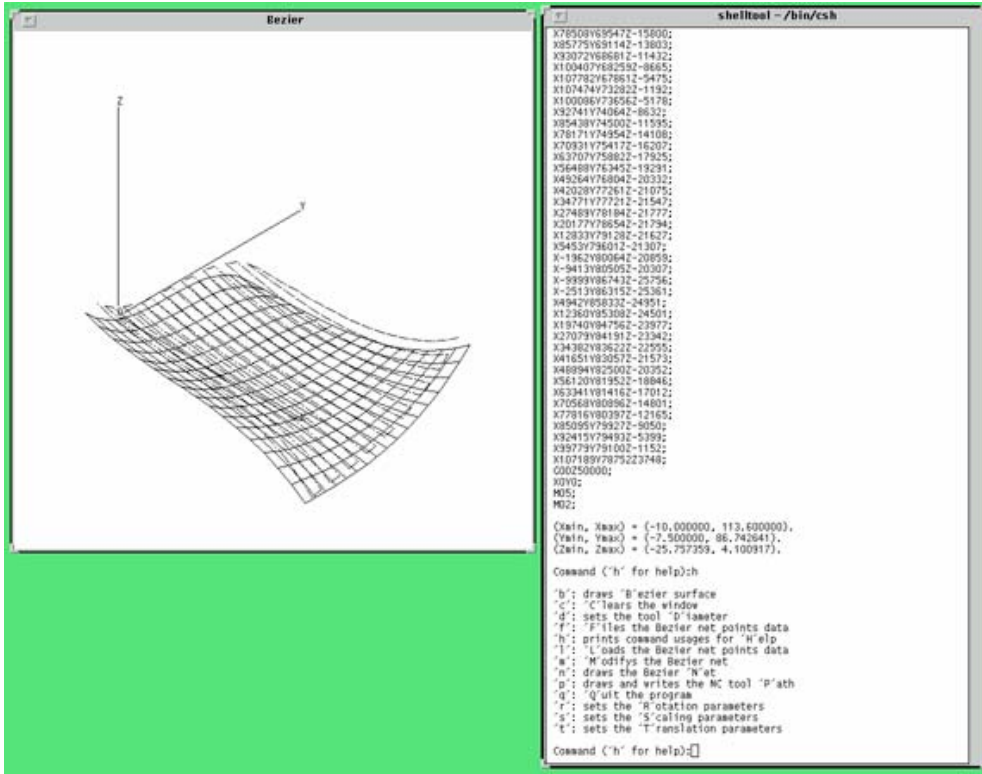 Bezier
Z
Y
shelltool - /bin/csh
X78508Y69547Z-15800;
X85775Y69114Z-13803;
X93072Y68681Z-11432;
X100407Y68259Z-8665;
X107782Y67861Z-5475;
X107474Y73282Z-1192;
X100086Y73656Z-5178;
X92741Y74064Z-8632;
X85438Y74500Z-11595;
X78171Y74954Z-14108;
X70931Y75417Z-16207;
X63707Y75882Z-17925;
X56488Y76345Z-19291;
X49264Y76804Z-20332;
X42028Y77261Z-21075;
X34771Y77721Z-21547;
X27489Y78184Z-21777;
X20177Y78654Z-21794;
X12833Y79128Z-21627;
X5453Y79601Z-21307;
X-1962Y80064Z-20859;
X-9413Y80505Z-20307;
X-9999Y86743Z-25756;
X-2513Y86315Z-25361;
X4942Y85833Z-24951;
X12360Y85308Z-24501;
X19740Y84756Z-23977;
X27079Y84191Z-23342;
X34382Y83622Z-22555;
X41651Y83057Z-21573;
X48894Y82500Z-20352;
X56120Y81952Z-18846;
X63341Y81416Z-17012;
X70568Y80896Z-14801;
X77816Y80397Z-12165;
X85095Y79927Z-9050;
X92415Y79493Z-5399;
X99779Y79100Z-1152;
X107189Y78752Z3748;
G00Z50000;
X0Y0;
M05;
M02;
(Xmin, Xmax) = (-10.000000, 113.600000).
(Ymin, Ymax) = (-7.500000, 86.742641).
(Zmin, Zmax) = (-25.757359, 4.100917).
Command ('h' for help):h
'b': draws 'B'ezier surface
'c': 'C'lears the window
'd': sets the tool 'D'iameter
'f': 'F'iles the Bezier net points data
'h': prints command usages for 'H'elp
'l': 'L'oads the Bezier net points data
'm': 'M'odifys the Bezier net
'n': draws the Bezier 'N'et
'p': draws and writes the NC tool 'P'ath
'q': 'Q'uit the program
'r': sets the 'R'otation parameters
's': sets the 'S'caling parameters
't': sets the 'T'ranslation parameters
Command ('h' for help):